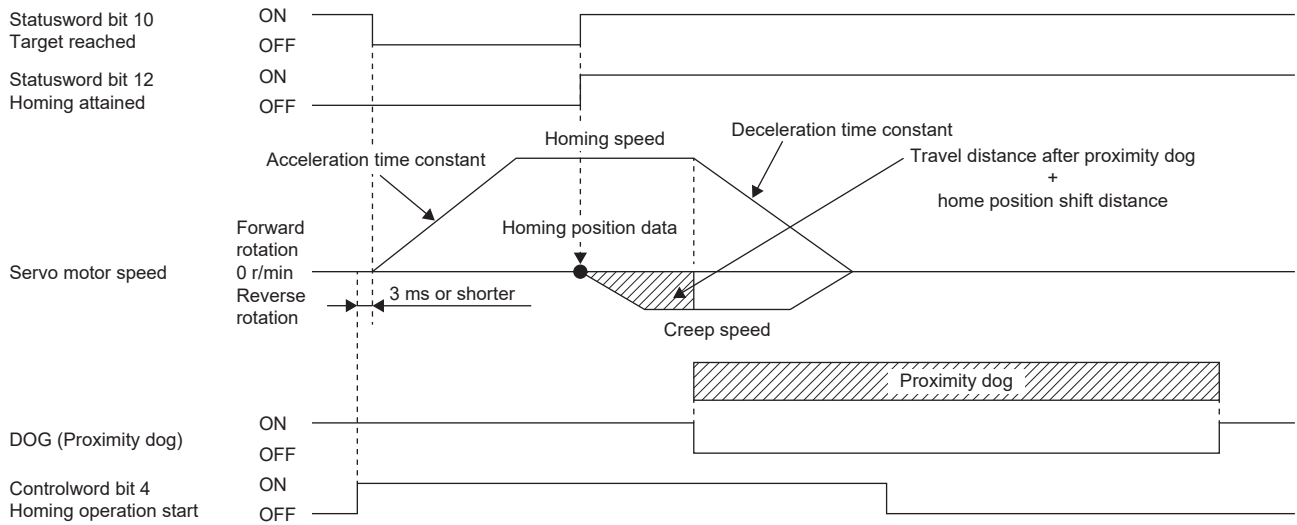 Statusword bit 10
Target reached
ON
OFF
Statusword bit 12
Homing attained
ON
OFF
Homing speed
Deceleration time constant
Acceleration time constant
Travel distance after proximity dog
+
home position shift distance
Homing position data
Servo motor speed
Forward
rotation
0 r/min
Reverse
rotation
3 ms or shorter
Creep speed
Proximity dog
DOG (Proximity dog)
ON
OFF
Controlword bit 4
Homing operation start
ON
OFF